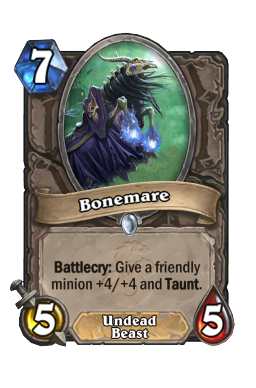 7
Bonemare
Battlecry: Give a friendly
minion +4/+4 and Taunt.
5
Undead
Beast
5